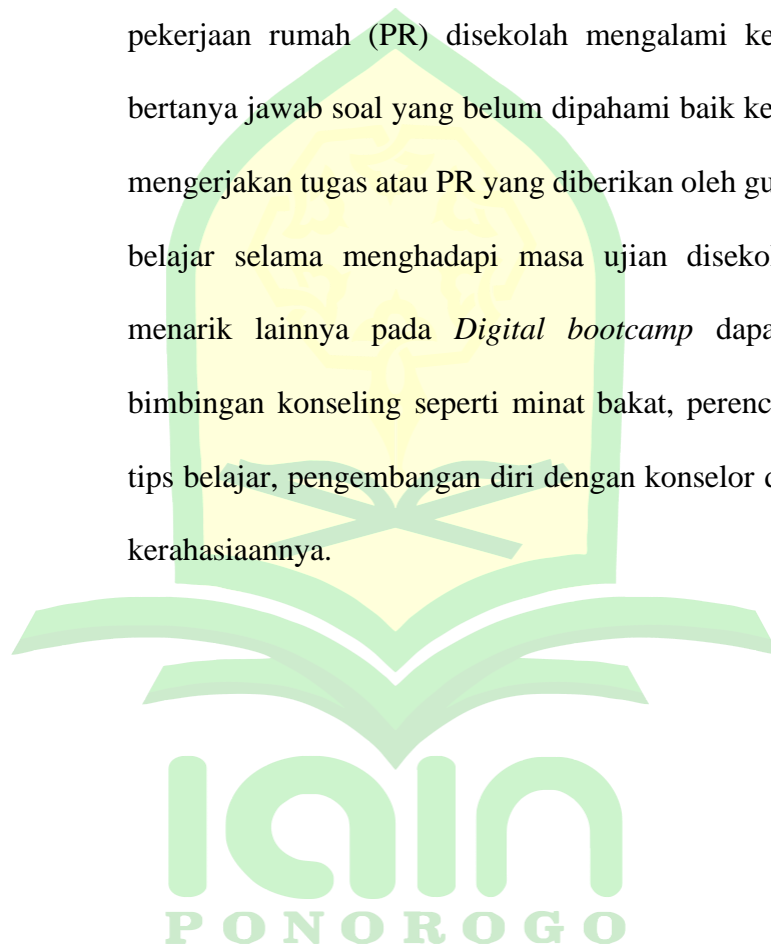 pekerjaan rumah (PR) disekolah mengalami ke
bertanya jawab soal yang belum dipahami baik ke
mengerjakan tugas atau PR yang diberikan oleh gu
belajar selama menghadapi masa ujian disekol
menarik lainnya pada Digital bootcamp dapa
bimbingan konseling seperti minat bakat, perenc
tips belajar, pengembangan diri dengan konselor d
kerahasiaannya.
iain
PONOROGO